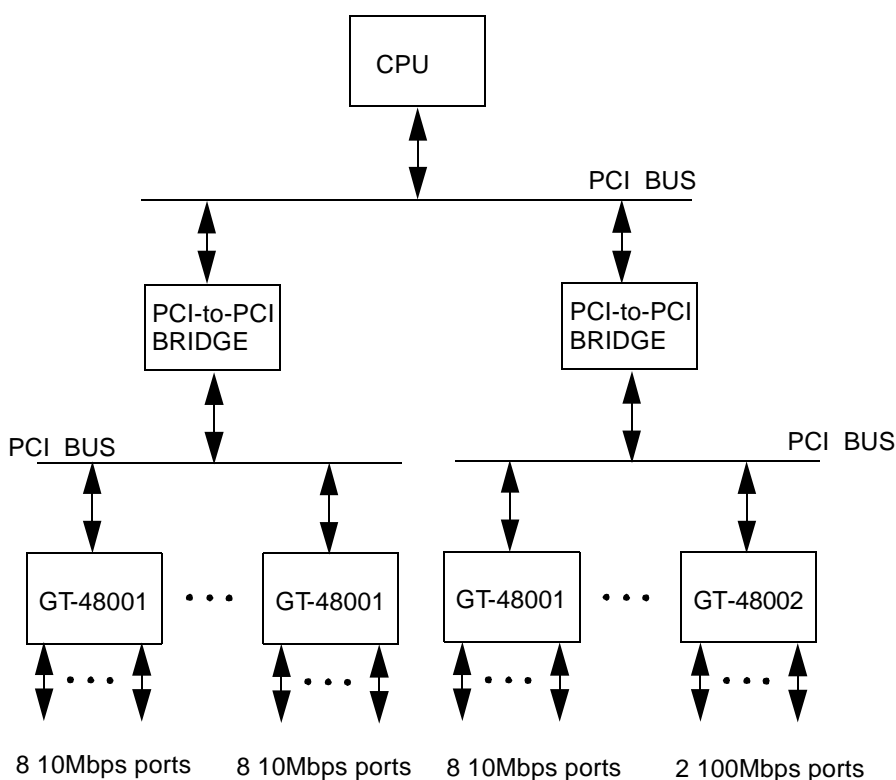 CPU
PCI BUS
PCI-to-PCI
BRIDGE
PCI-to-PCI
BRIDGE
PCI BUS
PCI BUS
GT-48001
GT-48001
GT-48001
GT-48002
8 10Mbps ports
8 10Mbps ports
8 10Mbps ports
2 100Mbps ports